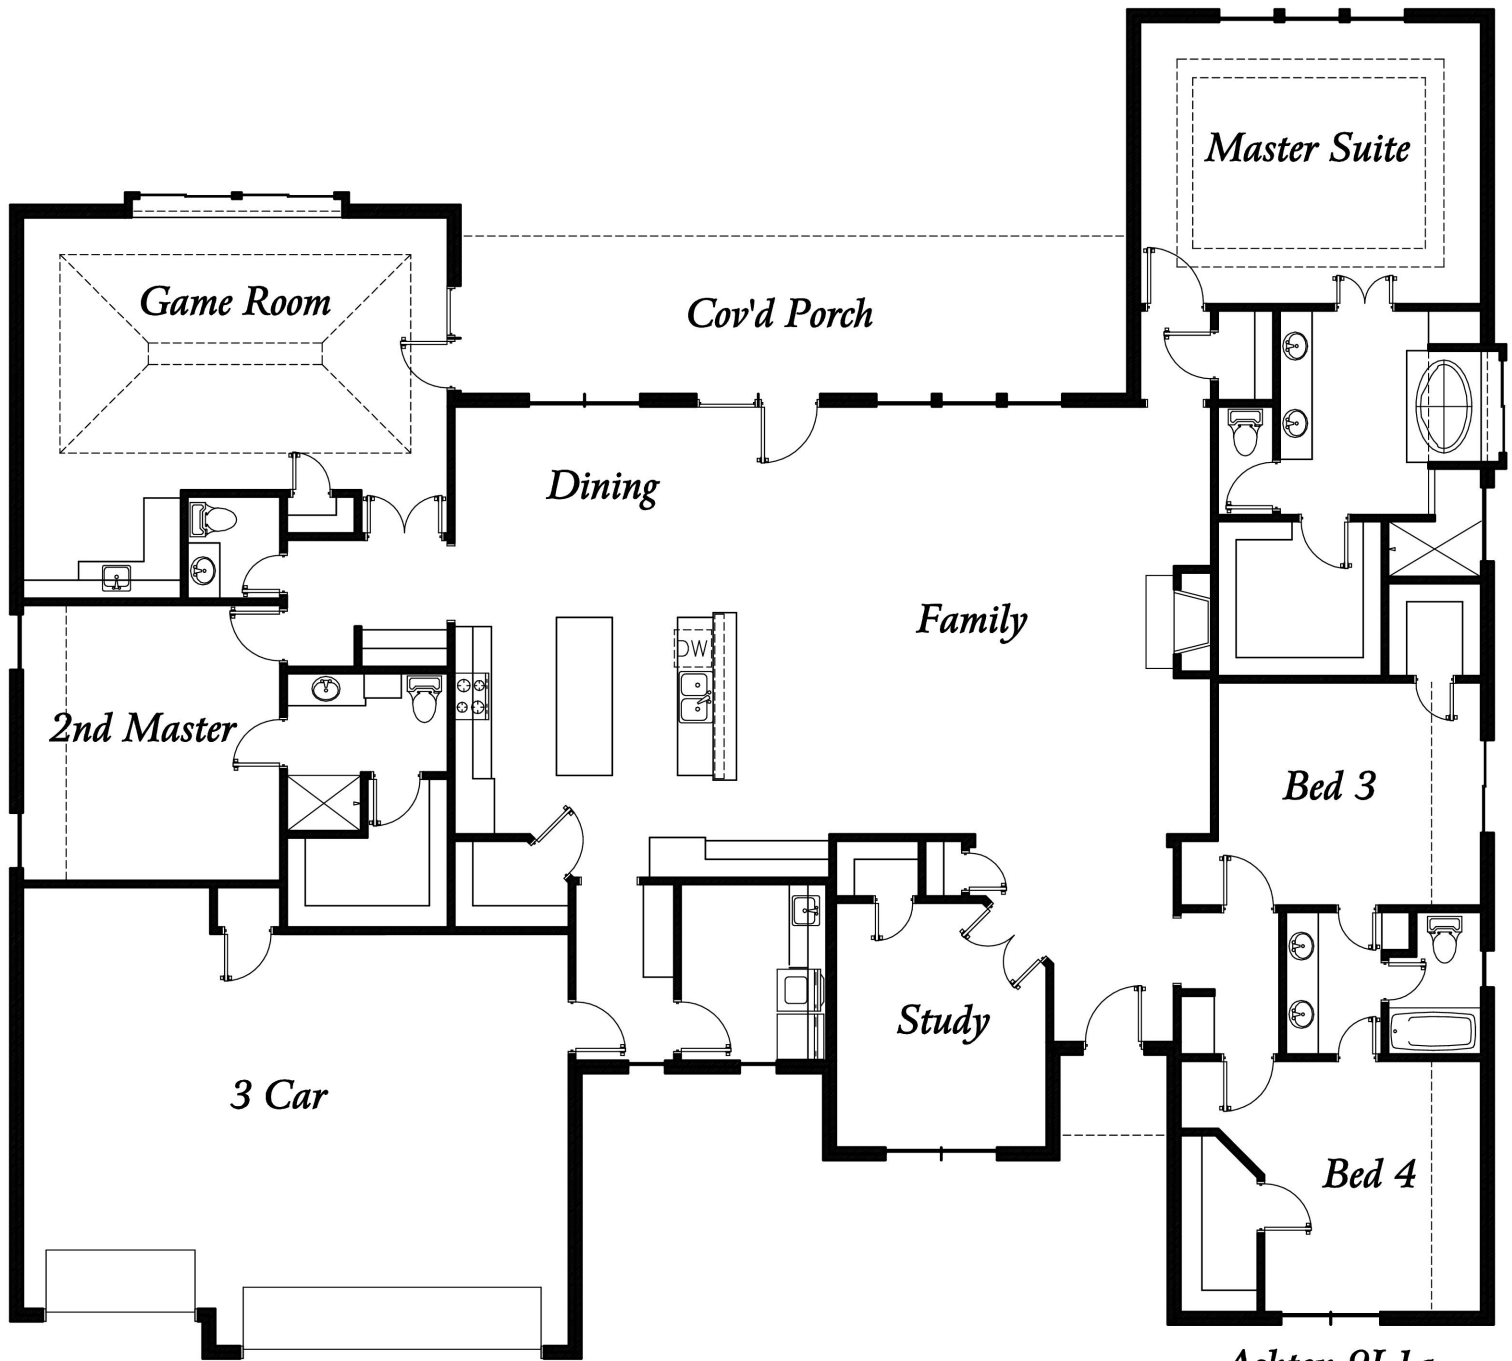 Master Suite
Game Room
Cov'd Porch
Dining
Family
DW
2nd Master
Bed 3
Study
3 Car
Bed 4